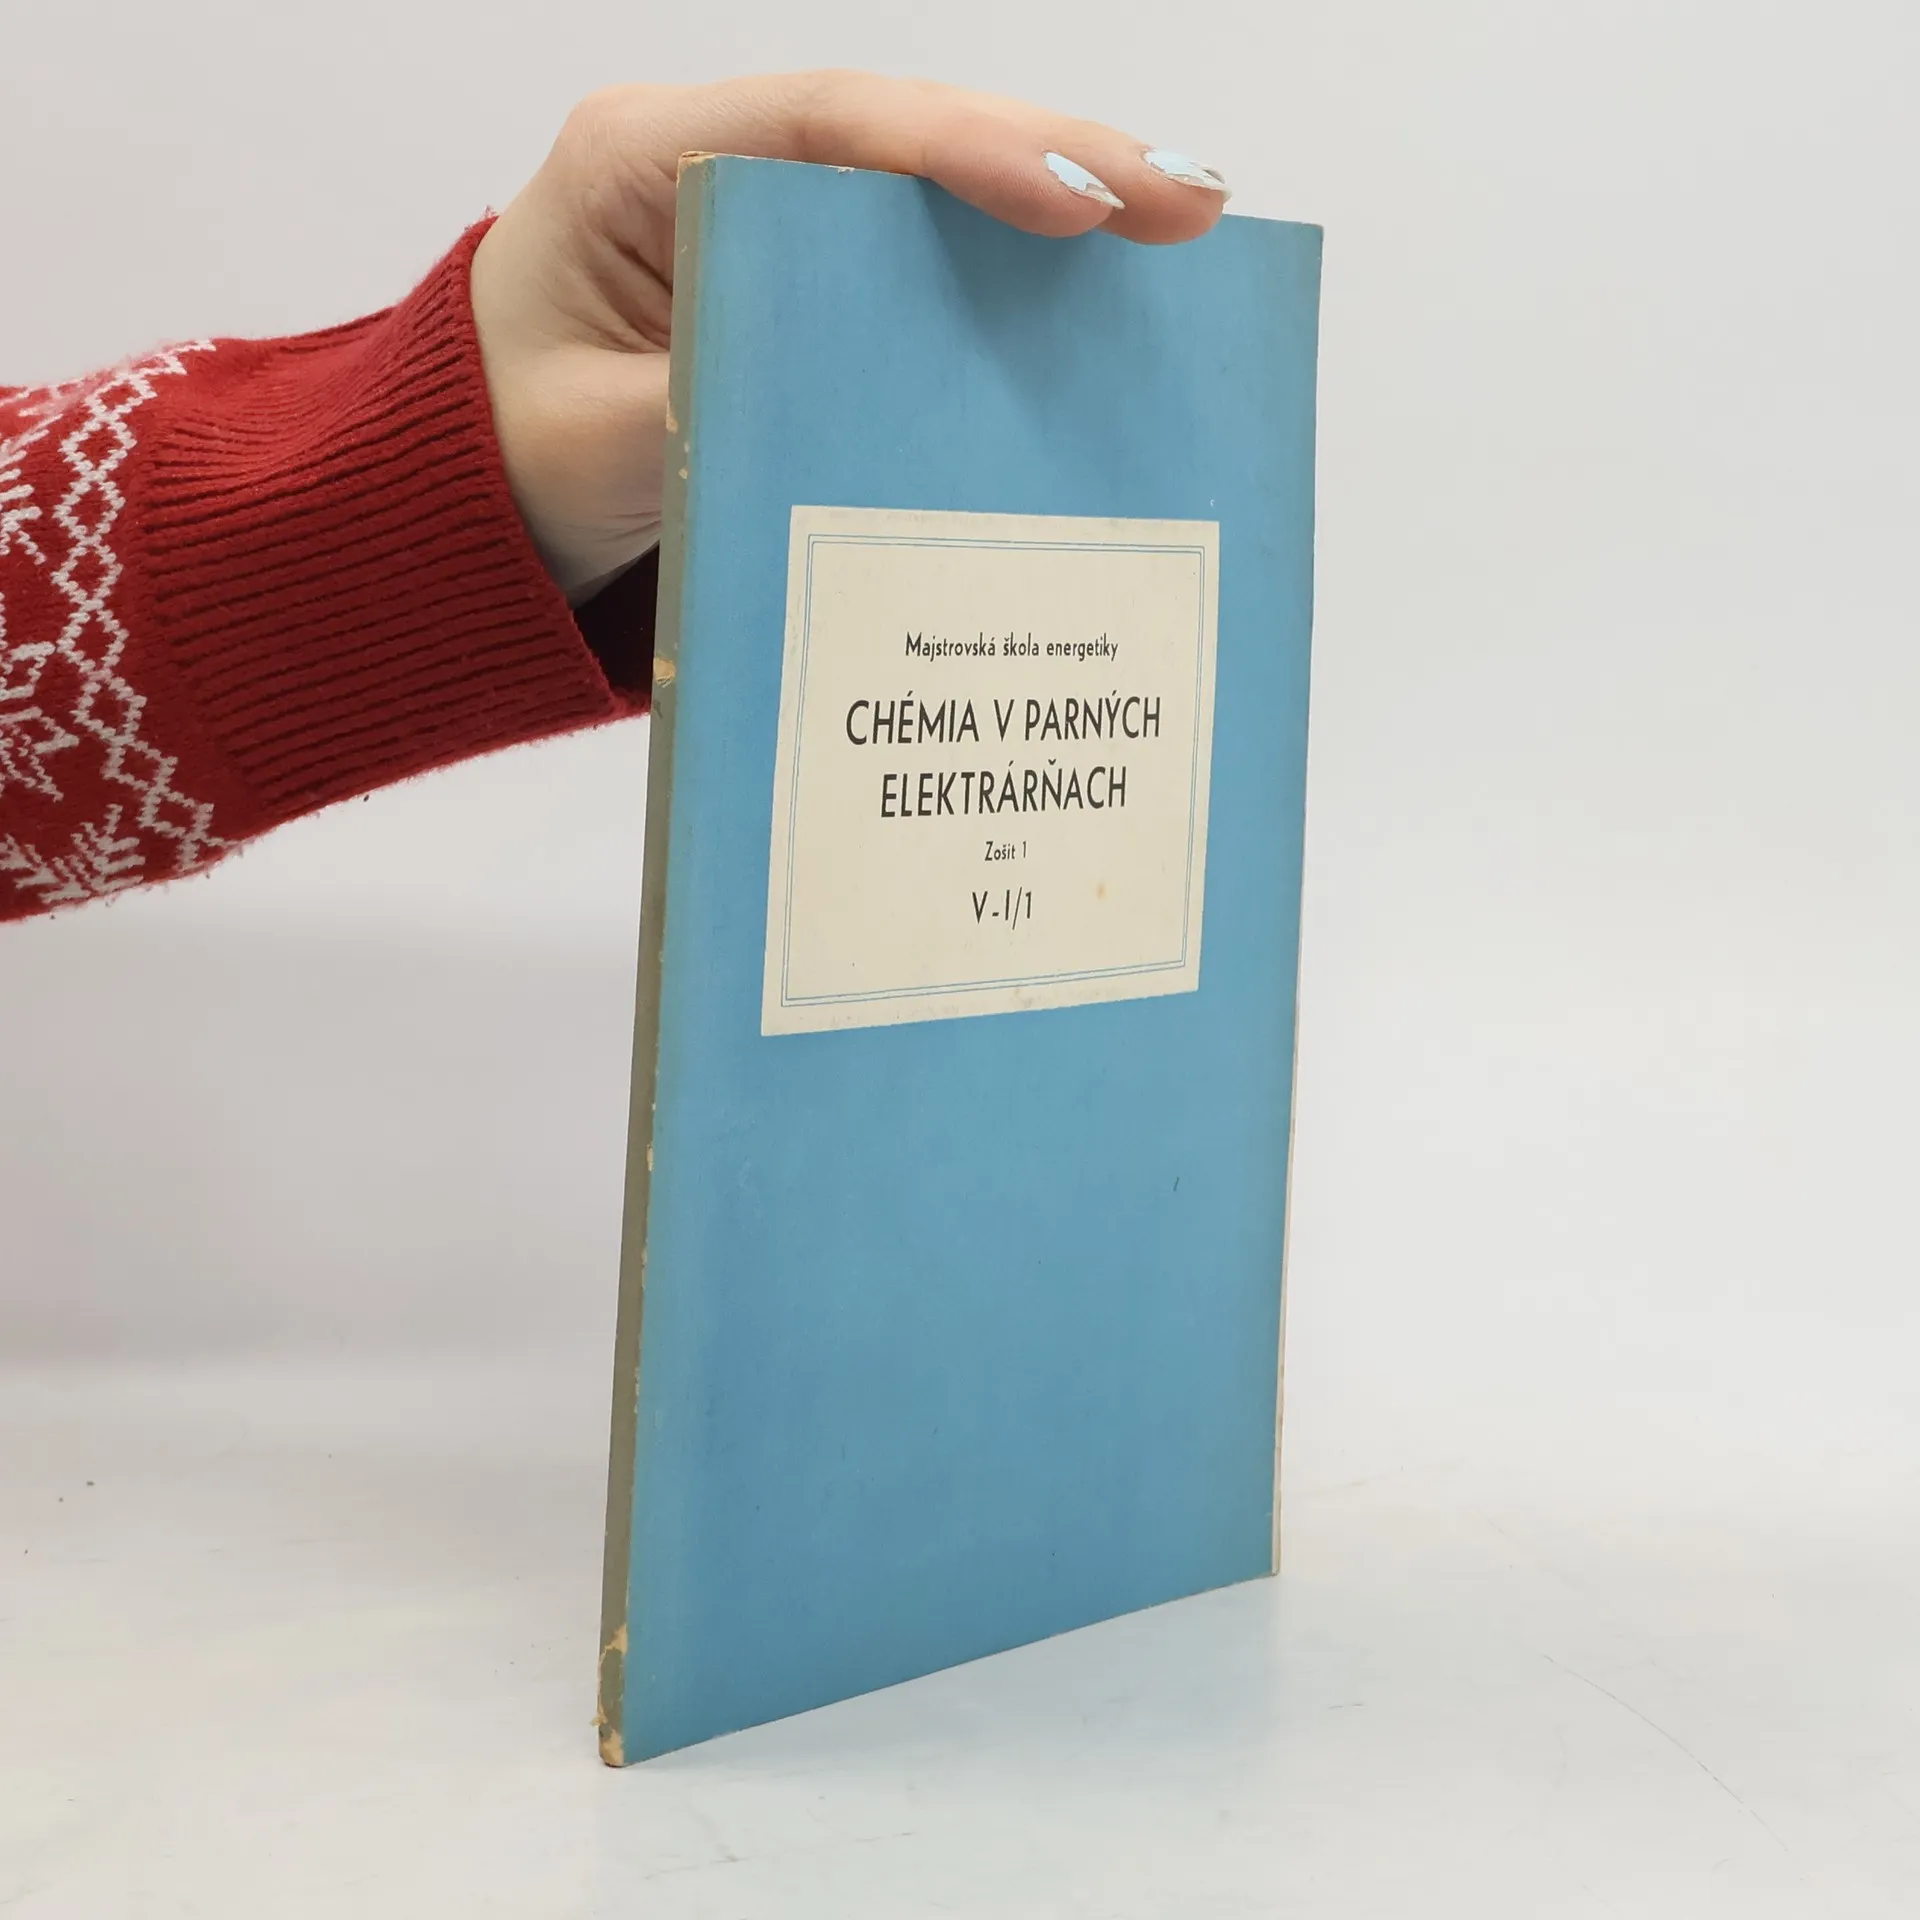 Majstrovská škola energetiky
CHÉMIA V PARNÝCH
ELEKTRÁRŇACH
Zošit 1
V-I/1